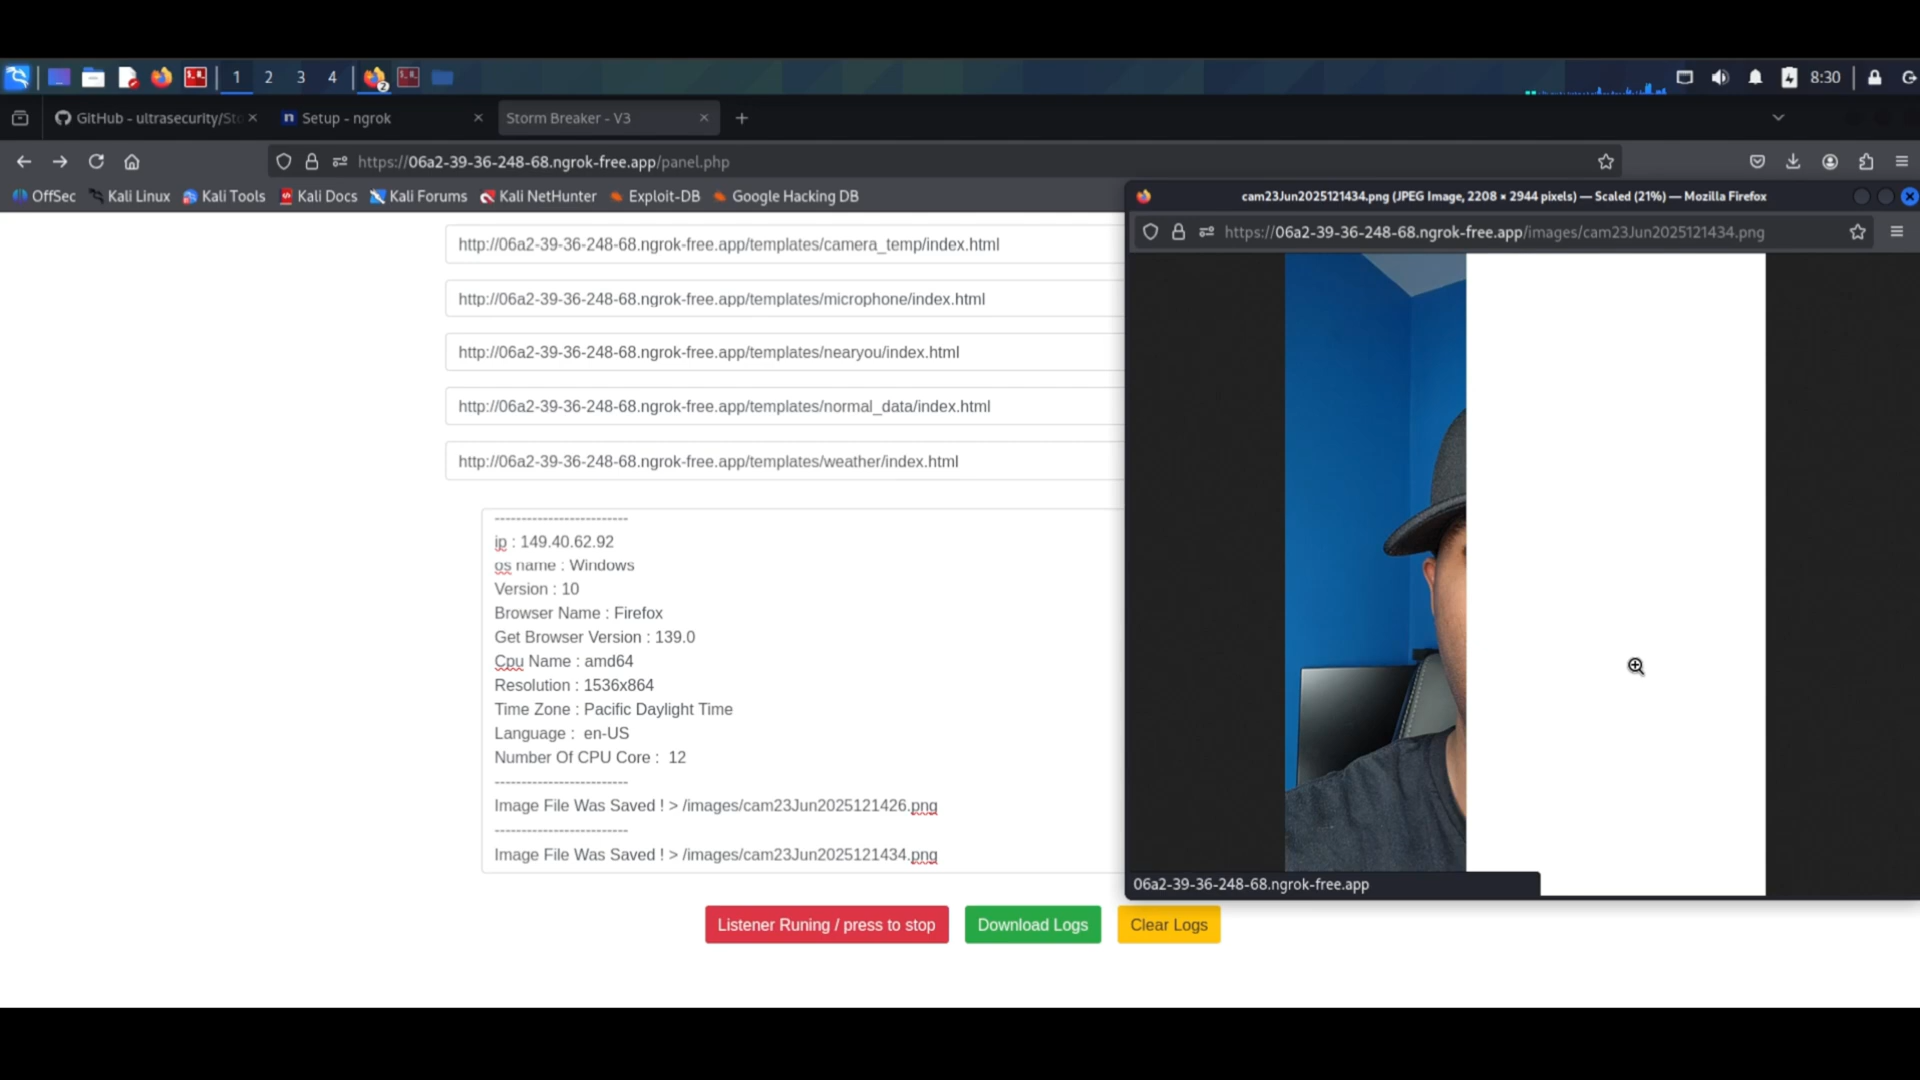 1 2 3 4 8:30
GitHub - ultrasecurity/Sto
Setup - ngrok
Storm Breaker - V3
https://06a2-39-36-248-68.ngrok-free.app/panel.php
OffSec Kali Linux Kali Tools Kali Docs Kali Forums Kali NetHunter Exploit-DB Google Hacking DB
http://06a2-39-36-248-68.ngrok-free.app/templates/camera_temp/index.html
http://06a2-39-36-248-68.ngrok-free.app/templates/microphone/index.html
http://06a2-39-36-248-68.ngrok-free.app/templates/nearyou/index.html
http://06a2-39-36-248-68.ngrok-free.app/templates/normal_data/index.html
http://06a2-39-36-248-68.ngrok-free.app/templates/weather/index.html
-------------------------
ip : 149.40.62.92
os name : Windows
Version : 10
Browser Name : Firefox
Get Browser Version : 139.0
Cpu Name : amd64
Resolution : 1536x864
Time Zone : Pacific Daylight Time
Language :  en-US
Number Of CPU Core :  12
-------------------------
Image File Was Saved ! > /images/cam23Jun2025121426.png
-------------------------
Image File Was Saved ! > /images/cam23Jun2025121434.png
Listener Runing / press to stop
Download Logs
Clear Logs
cam23Jun2025121434.png (JPEG Image, 2208 × 2944 pixels) — Scaled (21%) — Mozilla Firefox
https://06a2-39-36-248-68.ngrok-free.app/images/cam23Jun2025121434.png
06a2-39-36-248-68.ngrok-free.app